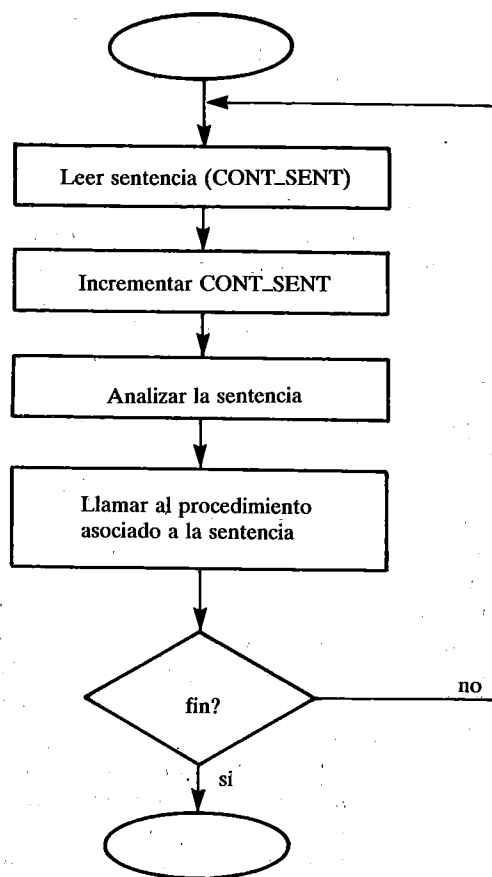 Leer sentencia (CONT_SENT)
Incrementar CONT_SENT
Analizar la sentencia
Llamar al procedimiento
asociado a la sentencia
fin?
no
si